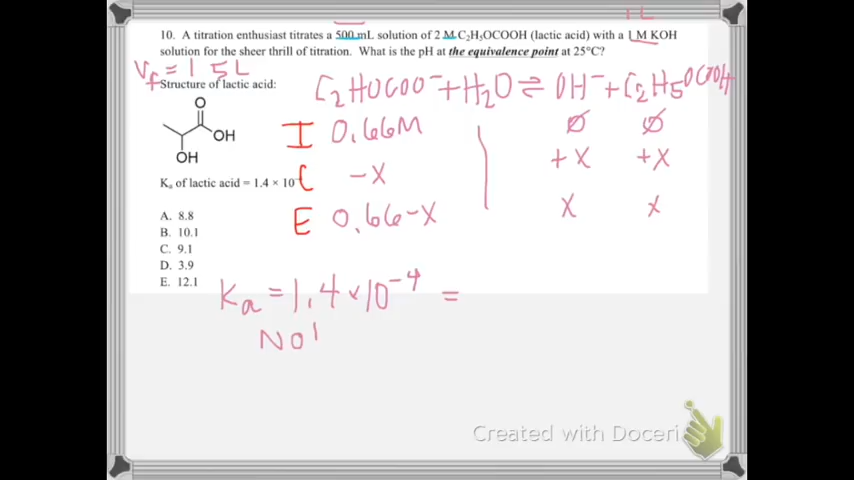 1L
10. A titration enthusiast titrates a 500 mL solution of 2 M C₂H₅OCOOH (lactic acid) with a 1 M KOH
solution for the sheer thrill of titration. What is the pH at the equivalence point at 25°C?
Vf = 1.5L
Structure of lactic acid:
C₂HOCOO⁻ + H₂O ⇌ OH⁻ + C₂H₅OCOOH
O
OH
OH
I 0.66M | ∅ ∅
C -X | +X +X
E 0.66-X | X X
Kₐ of lactic acid = 1.4 × 10⁻
A. 8.8
B. 10.1
C. 9.1
D. 3.9
E. 12.1
Ka = 1.4 × 10⁻⁴ =
NO!
Created with Doceri